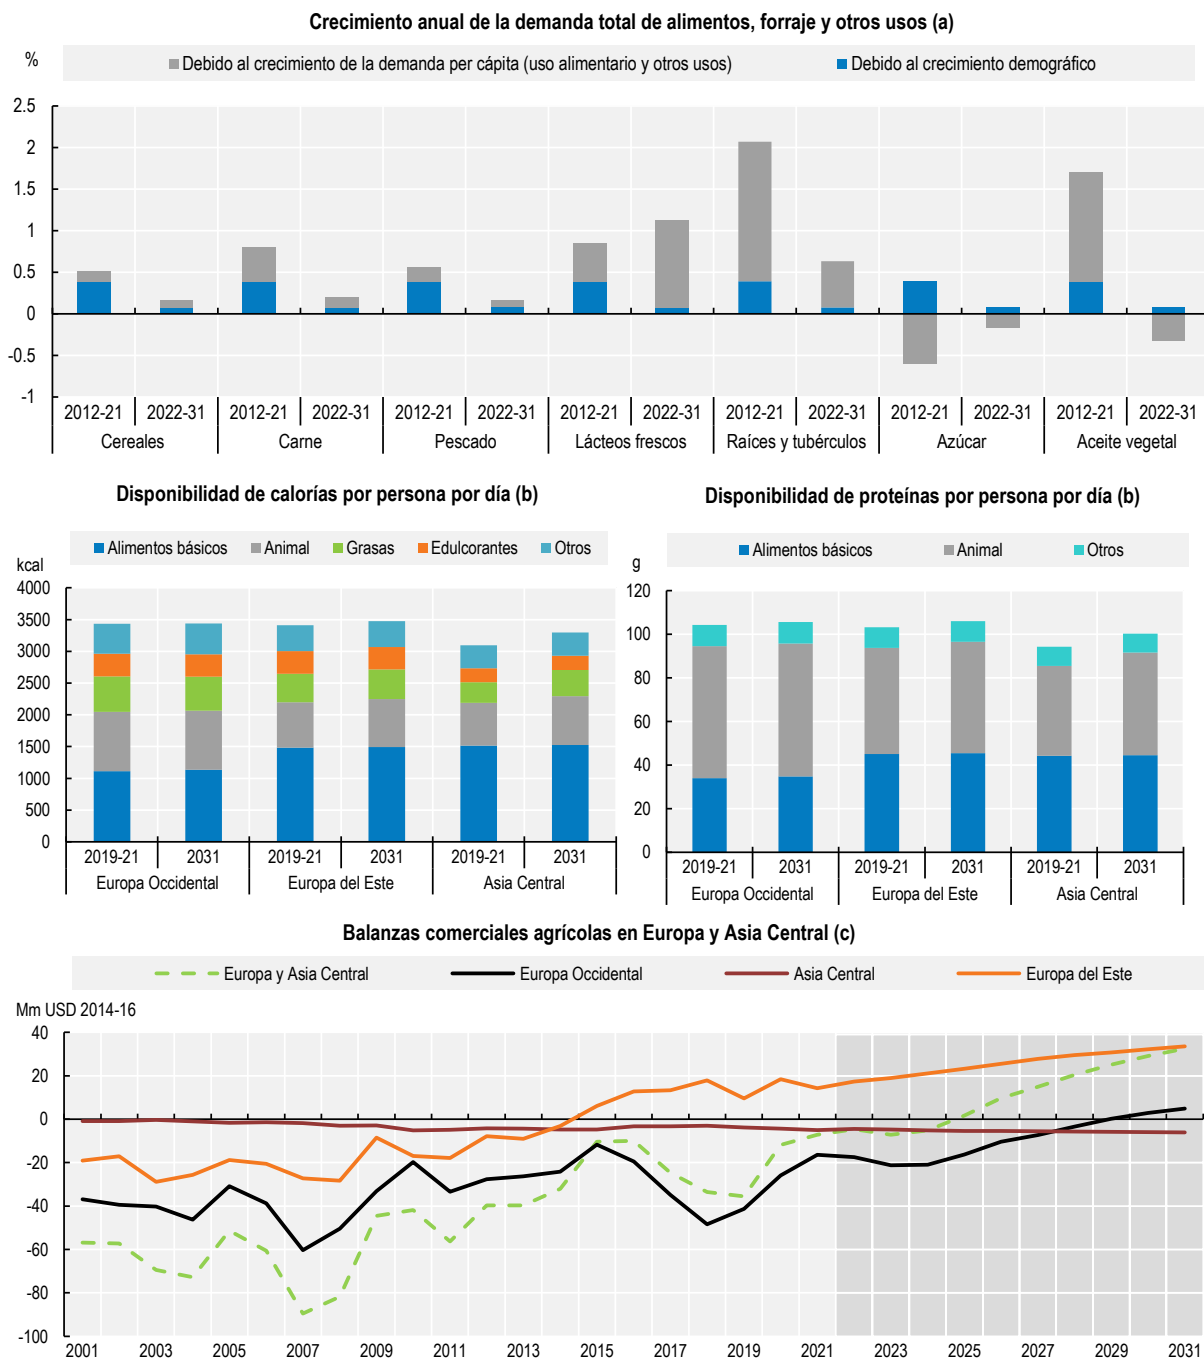 Crecimiento anual de la demanda total de alimentos, forraje y otros usos (a)
%
Debido al crecimiento de la demanda per cápita (uso alimentario y otros usos) Debido al crecimiento demográfico
2.5
2
1.5
1
0.5
0
-0.5
-1
2012-21 2022-31 2012-21 2022-31 2012-21 2022-31 2012-21 2022-31 2012-21 2022-31 2012-21 2022-31 2012-21 2022-31
Cereales Carne Pescado Lácteos frescos Raíces y tubérculos Azúcar Aceite vegetal
Disponibilidad de calorías por persona por día (b)
Alimentos básicos Animal Grasas Edulcorantes Otros
kcal
4000
3500
3000
2500
2000
1500
1000
500
0
2019-21 2031 2019-21 2031 2019-21 2031
Europa Occidental Europa del Este Asia Central
Disponibilidad de proteínas por persona por día (b)
Alimentos básicos Animal Otros
g
120
100
80
60
40
20
0
2019-21 2031 2019-21 2031 2019-21 2031
Europa Occidental Europa del Este Asia Central
Balanzas comerciales agrícolas en Europa y Asia Central (c)
Europa y Asia Central Europa Occidental Asia Central Europa del Este
Mm USD 2014-16
40
20
0
-20
-40
-60
-80
-100
2001 2003 2005 2007 2009 2011 2013 2015 2017 2019 2021 2023 2025 2027 2029 2031